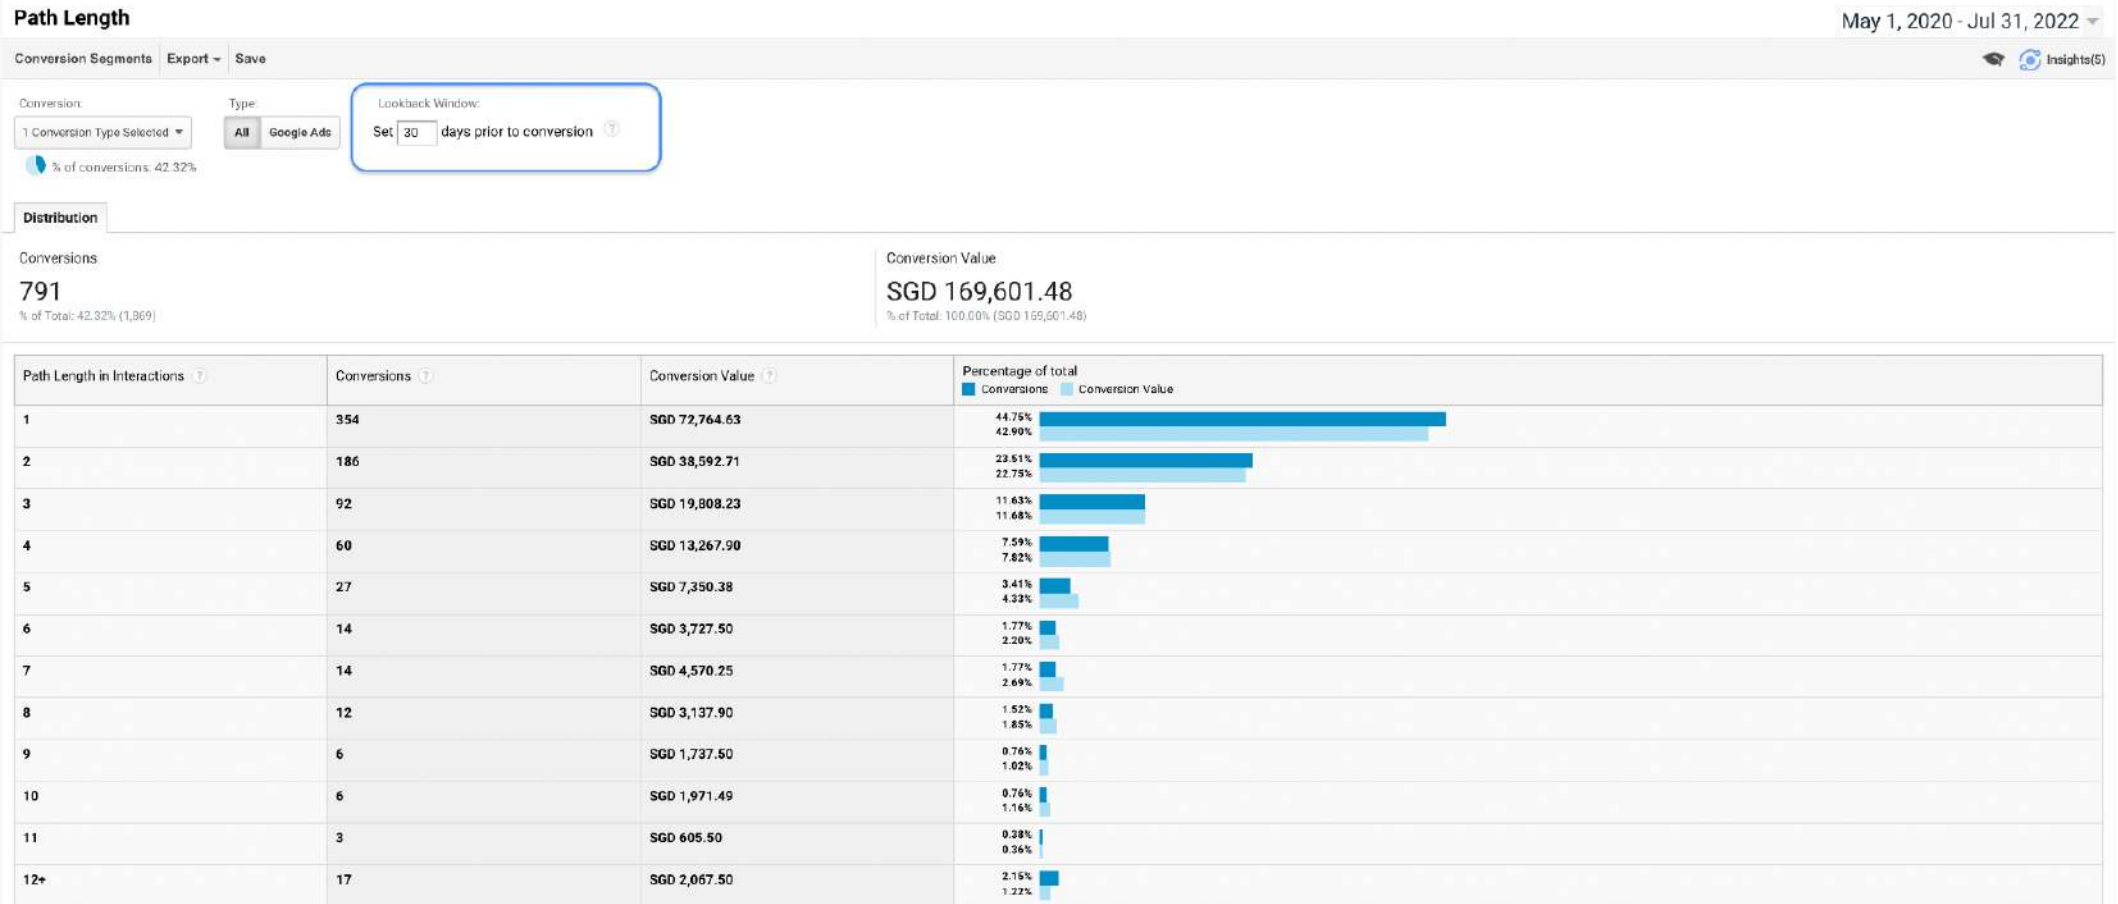 Path Length
May 1, 2020 - Jul 31, 2022
Conversion Segments Export Save
Insights(5)
Conversion: Type: Lookback Window:
1 Conversion Type Selected All Google Ads Set 30 days prior to conversion ?
% of conversions: 42.32%
Distribution
Conversions Conversion Value
791 SGD 169,601.48
% of Total: 42.32% (1,869) % of Total: 100.00% (SGD 169,601.48)
Path Length in Interactions ? Conversions ? Conversion Value ? Percentage of total
Conversions Conversion Value
1 354 SGD 72,764.63 44.75%
42.90%
2 186 SGD 38,592.71 23.51%
22.75%
3 92 SGD 19,808.23 11.63%
11.68%
4 60 SGD 13,267.90 7.59%
7.82%
5 27 SGD 7,350.38 3.41%
4.33%
6 14 SGD 3,727.50 1.77%
2.20%
7 14 SGD 4,570.25 1.77%
2.69%
8 12 SGD 3,137.90 1.52%
1.85%
9 6 SGD 1,737.50 0.76%
1.02%
10 6 SGD 1,971.49 0.76%
1.16%
11 3 SGD 605.50 0.38%
0.36%
12+ 17 SGD 2,067.50 2.15%
1.22%